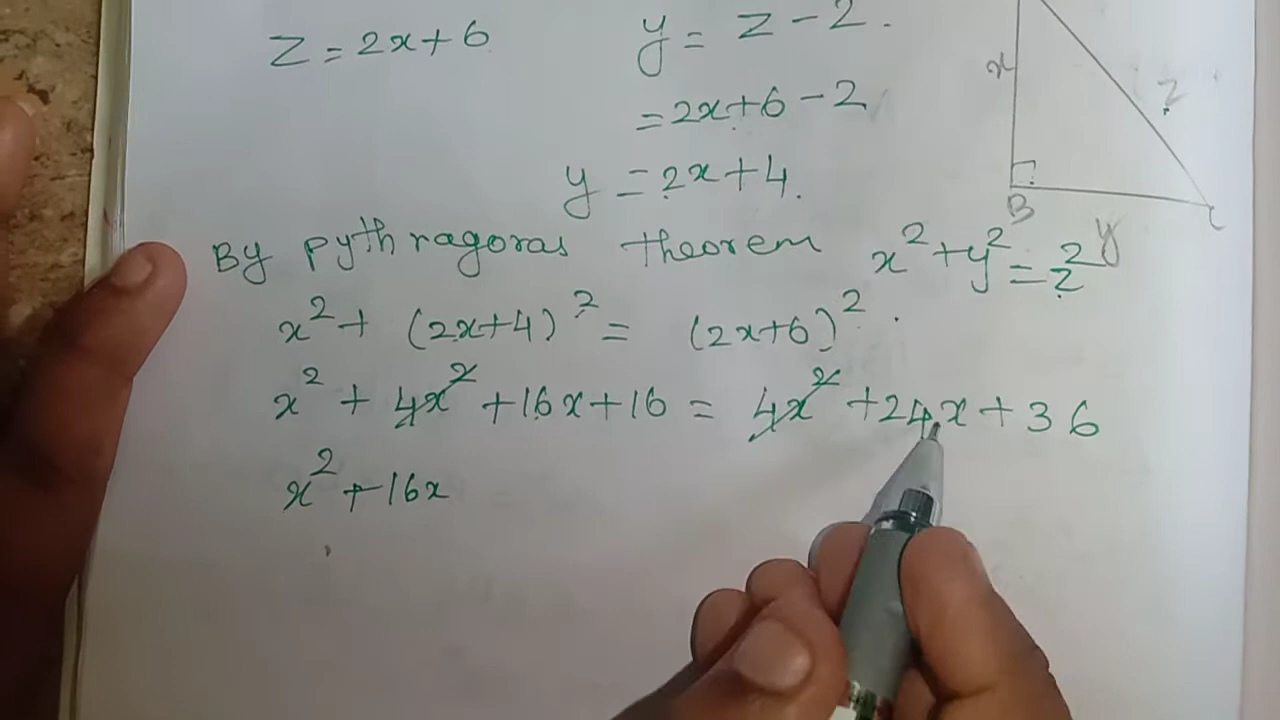 z = 2x + 6
y = z - 2.
= 2x + 6 - 2
y = 2x + 4.
x
z
B
C
y
By pythragoras theorem x² + y² = z²
x² + (2x+4)² = (2x+6)².
x² + 4x² + 16x + 16 = 4x² + 24x + 36
x² + 16x